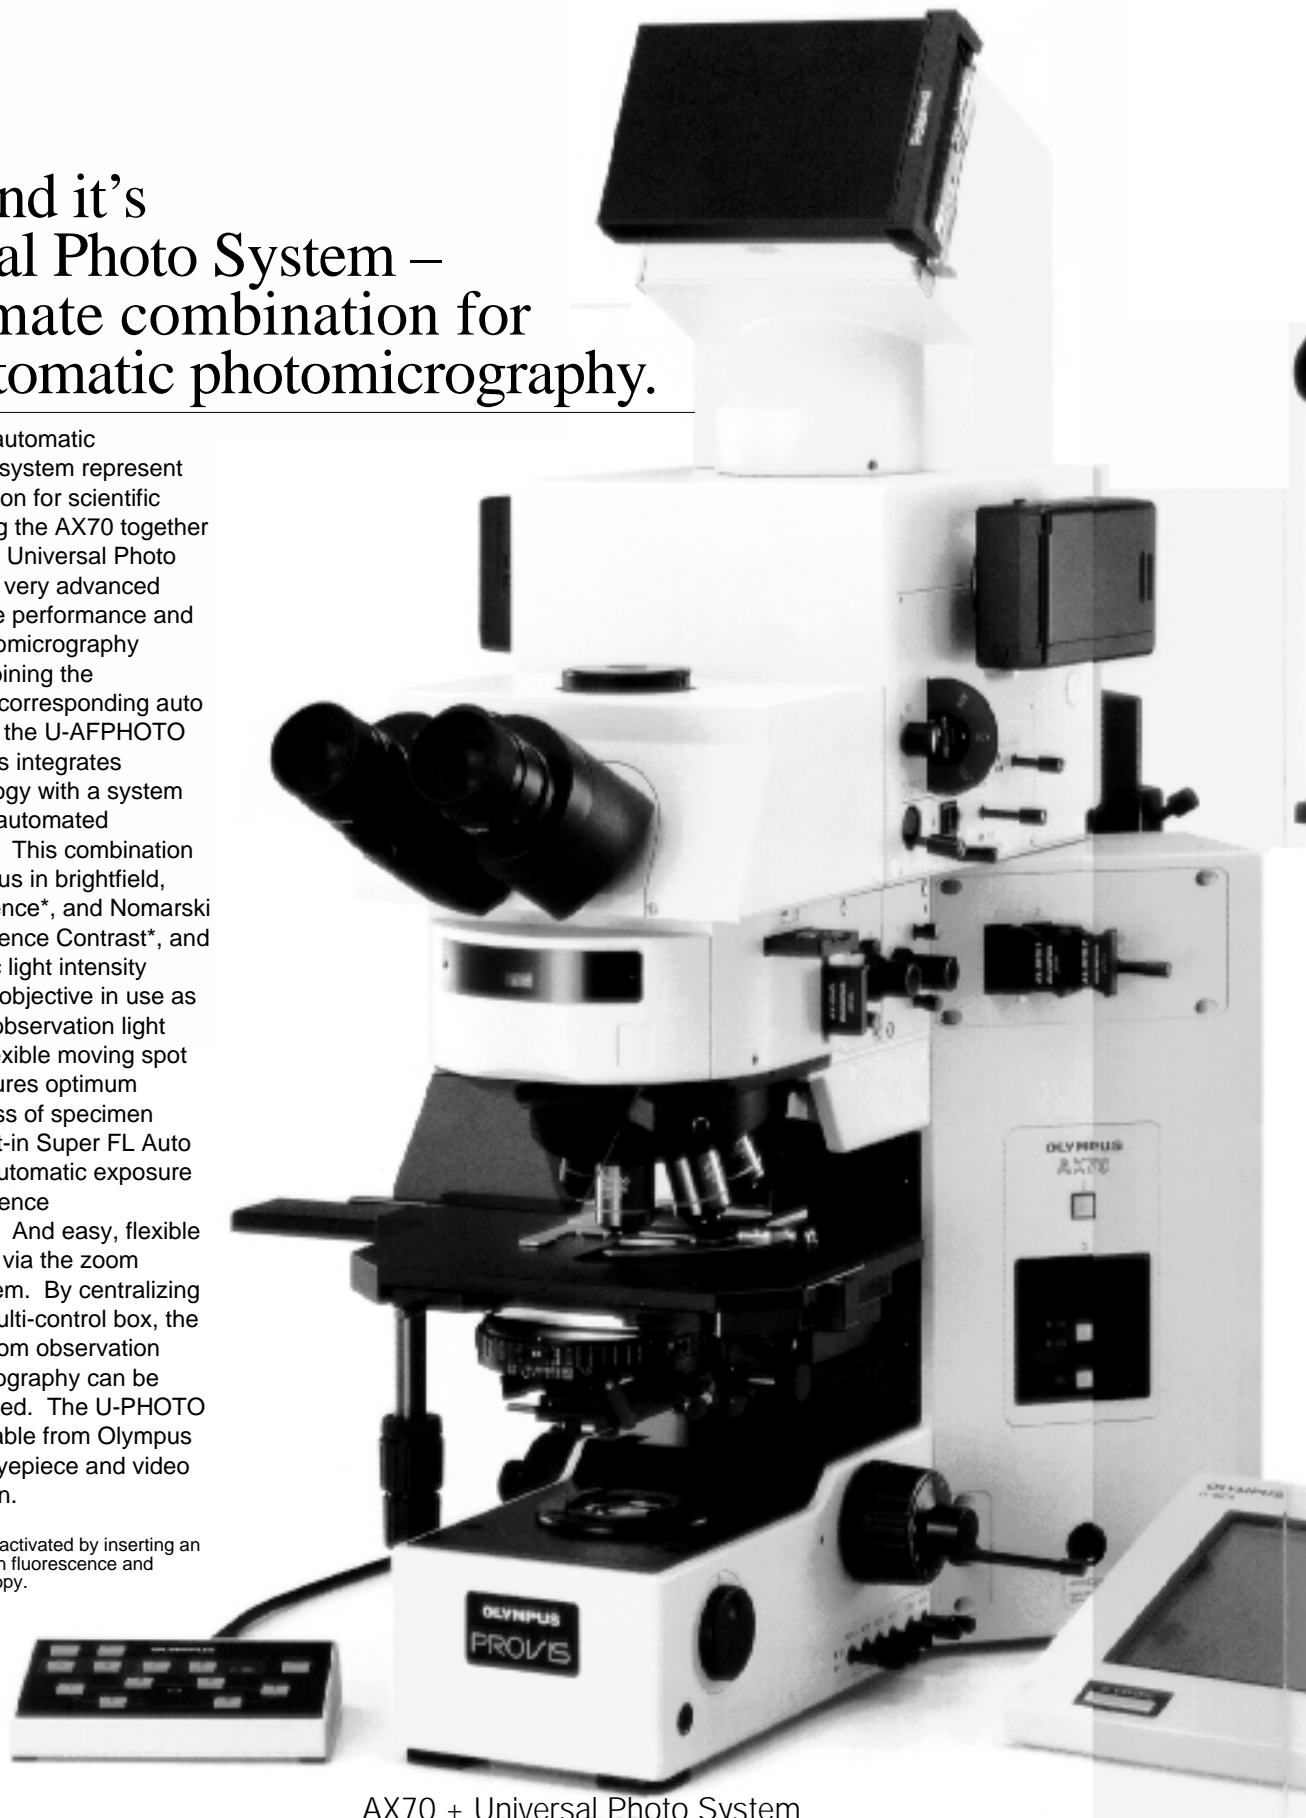 nd it's
al Photo System –
mate combination for
tomatic photomicrography.
automatic
system represent
on for scientific
g the AX70 together
Universal Photo
very advanced
e performance and
omicrography
bining the
corresponding auto
the U-AFPHOTO
s integrates
ogy with a system
automated
This combination
us in brightfield,
ence*, and Nomarski
ence Contrast*, and
c light intensity
objective in use as
observation light
exible moving spot
ures optimum
ss of specimen
t-in Super FL Auto
automatic exposure
ence
And easy, flexible
via the zoom
em. By centralizing
ulti-control box, the
om observation
ography can be
ed. The U-PHOTO
able from Olympus
yepiece and video
n.
activated by inserting an
n fluorescence and
opy.
Polaroid
OLYMPUS
AX70
OLYMPUS
PROVIS
OLYMPUS
OLYMPUS
AX70 + Universal Photo System